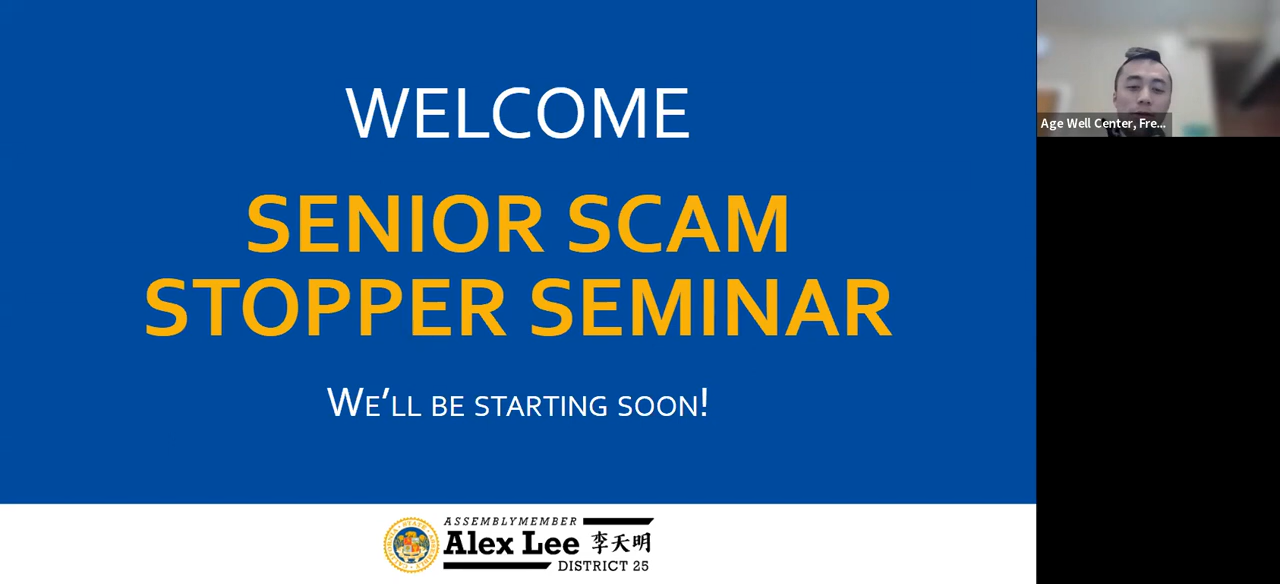 WELCOME
SENIOR SCAM
STOPPER SEMINAR
WE’LL BE STARTING SOON!
ASSEMBLYMEMBER
Alex Lee 李天明
DISTRICT 25
Age Well Center, Fre...